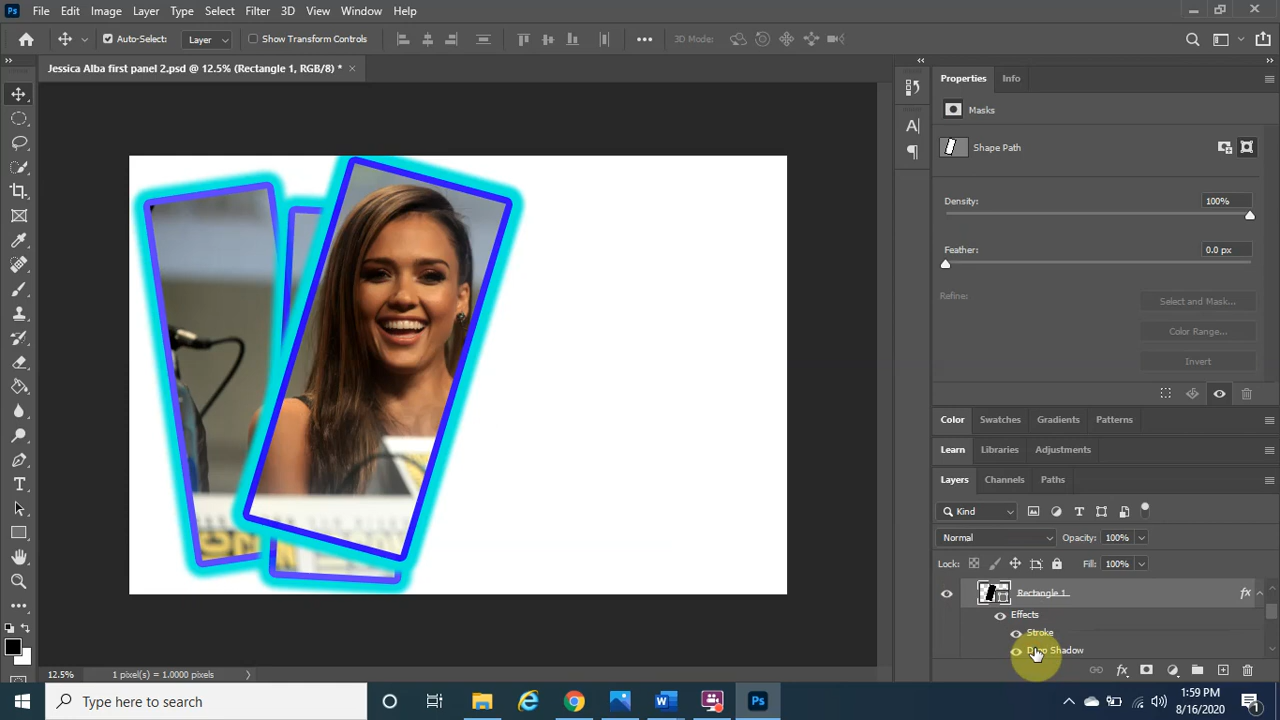 Ps File Edit Image Layer Type Select Filter 3D View Window Help
Auto-Select: Layer Show Transform Controls 3D Mode:
Jessica Alba first panel 2.psd @ 12.5% (Rectangle 1, RGB/8) *
Properties Info
Masks
Shape Path
Density: 100%
Feather: 0.0 px
Refine: Select and Mask...
Color Range...
Invert
Color Swatches Gradients Patterns
Learn Libraries Adjustments
Layers Channels Paths
Kind
Normal Opacity: 100%
Lock: Fill: 100%
Rectangle 1 fx
Effects
Stroke
Drop Shadow
fx
12.5% 1 pixel(s) = 1.0000 pixels
Type here to search
1:59 PM
8/16/2020